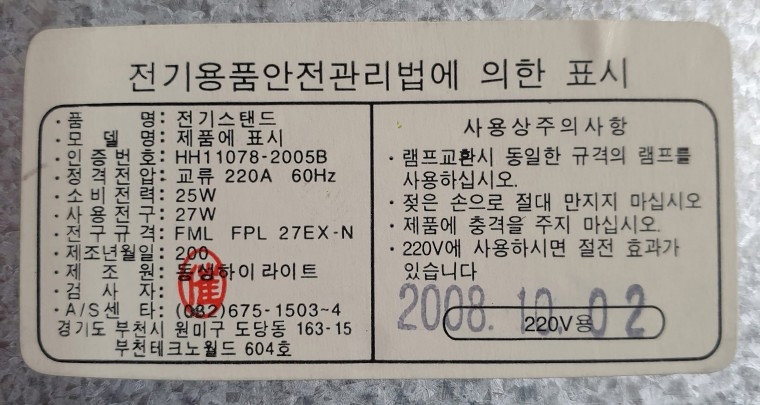 전기용품안전관리법에 의한 표시
· 품 명: 전기스탠드
· 모 델 명: 제품에 표시
· 인 증 번 호: HH11078-2005B
· 정 격 전 압: 교류 220A 60Hz
· 소 비 전 력: 25W
· 사 용 전 구: 27W
· 전 구 규 격: FML FPL 27EX-N
· 제조년월일: 200
· 제 조 원: 동성하이라이트
· 검 사 자:
· A/S센 타: (032)675-1503~4
경기도 부천시 원미구 도당동 163-15
부천테크노월드 604호
사용상주의사항
· 램프교환시 동일한 규격의 램프를
사용하십시오.
· 젖은 손으로 절대 만지지 마십시오
· 제품에 충격을 주지 마십시오.
· 220V에 사용하시면 절전 효과가
있습니다
2008. 10. 02
220V용